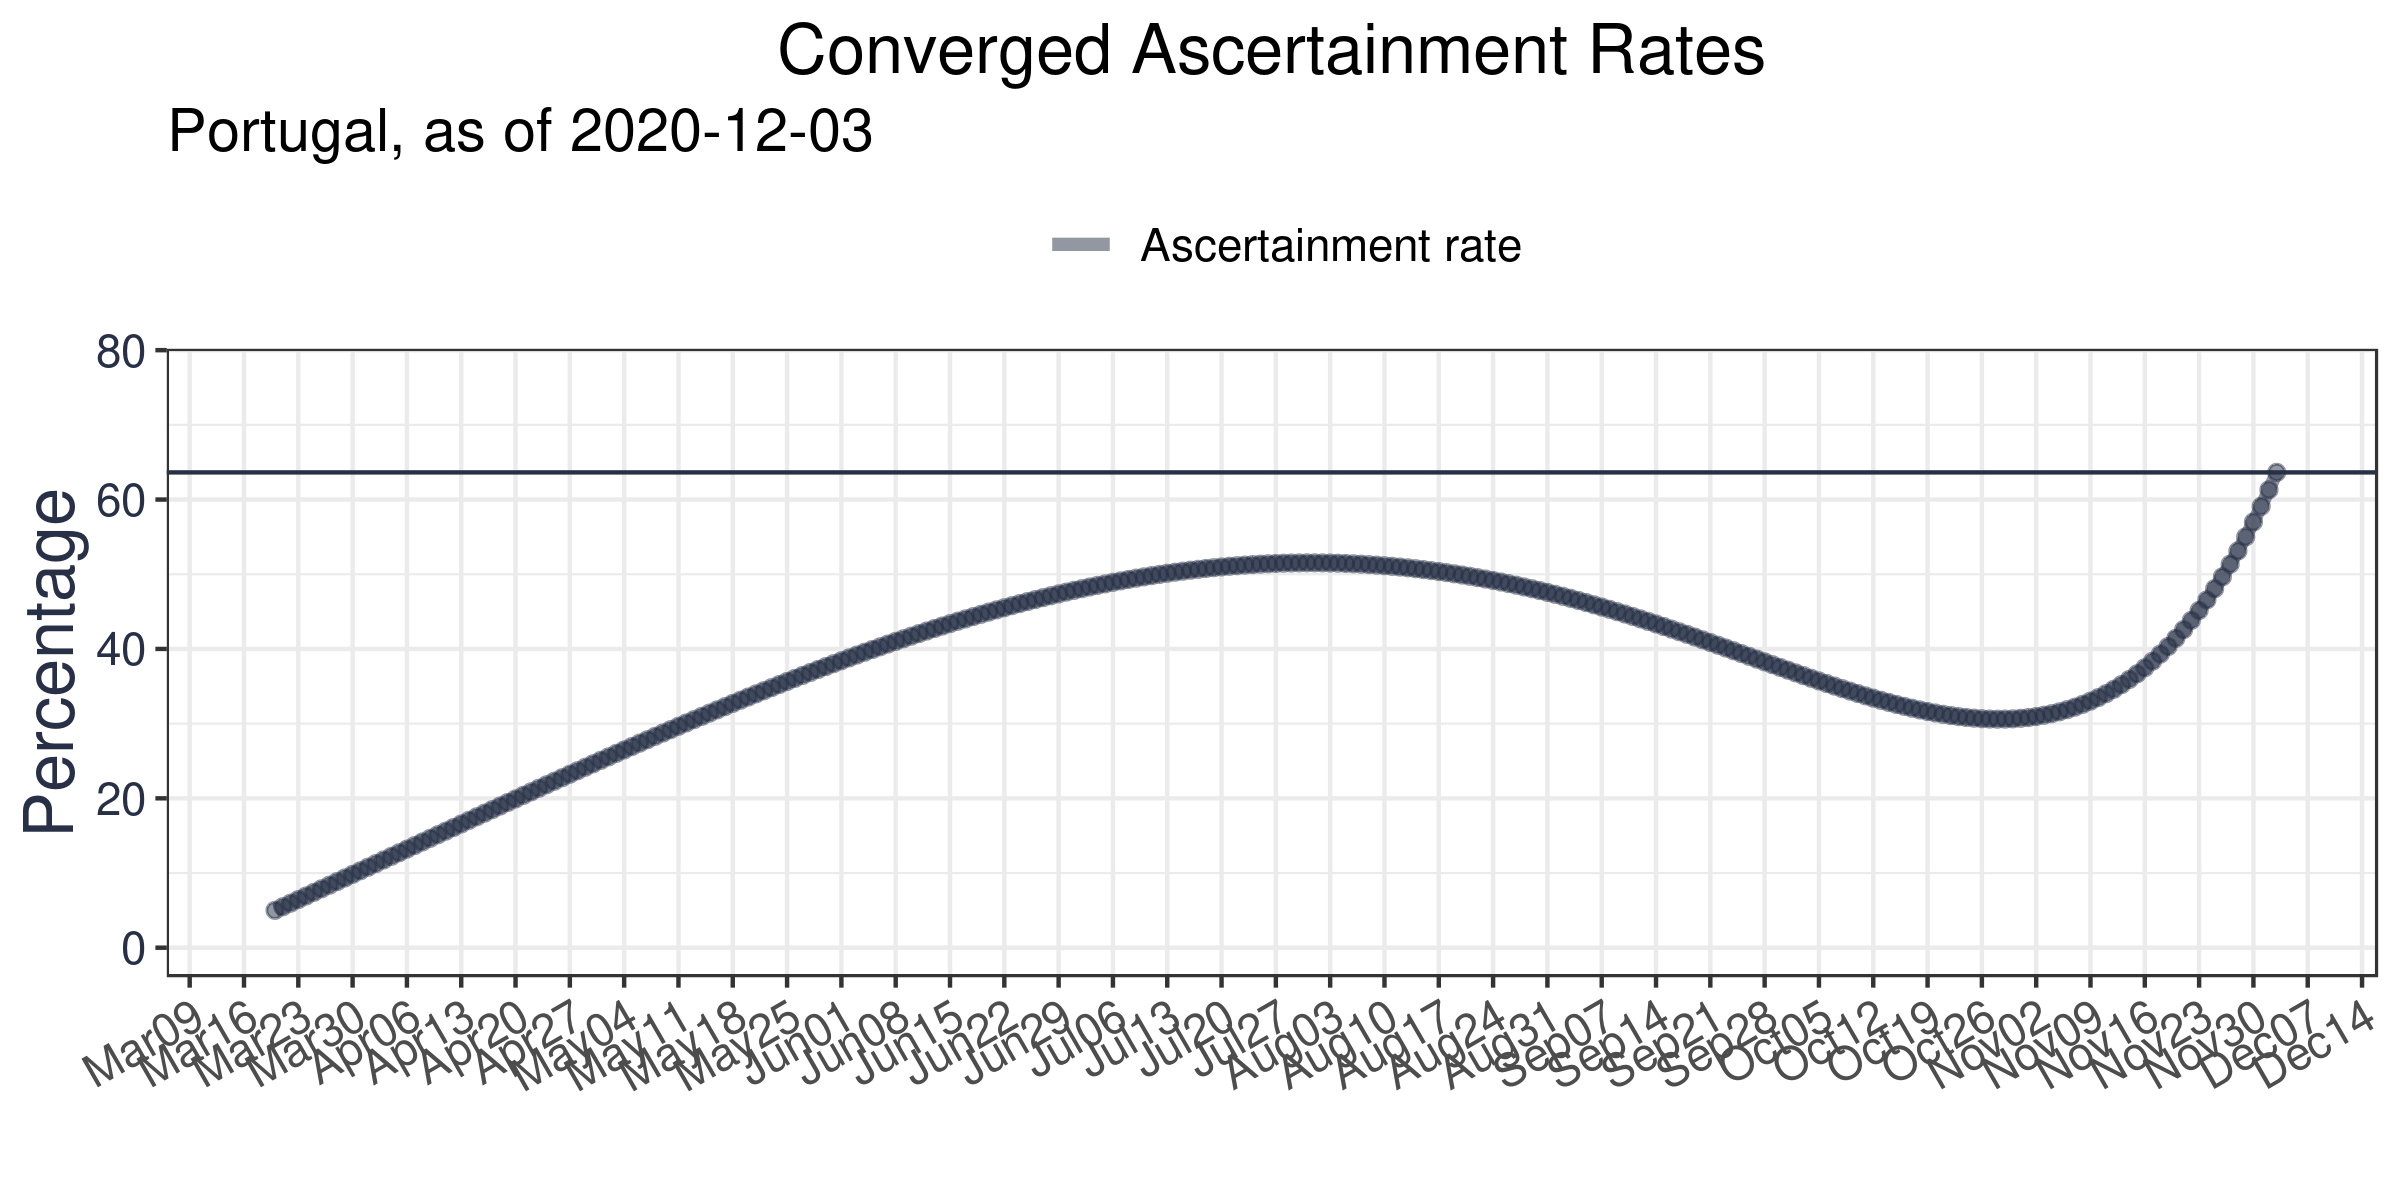 Converged Ascertainment Rates
Portugal, as of 2020-12-03
Ascertainment rate
Percentage
80
60
40
20
0
Mar09
Mar16
Mar23
Mar30
Apr06
Apr13
Apr20
Apr27
May04
May11
May18
May25
Jun01
Jun08
Jun15
Jun22
Jun29
Jul06
Jul13
Jul20
Jul27
Aug03
Aug10
Aug17
Aug24
Aug31
Sep07
Sep14
Sep21
Sep28
Oct05
Oct12
Oct19
Oct26
Nov02
Nov09
Nov16
Nov23
Nov30
Dec07
Dec14